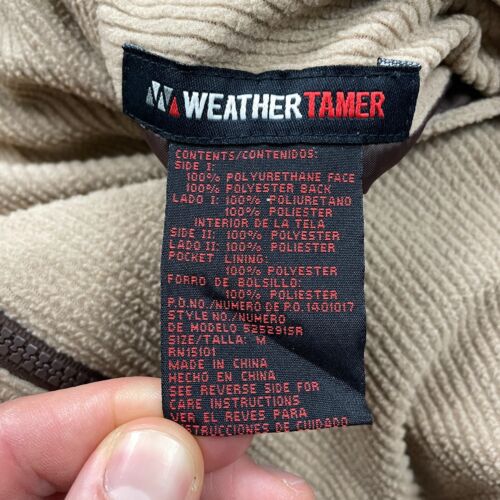 WEATHERTAMER
CONTENTS/CONTENIDOS:
SIDE I:
100% POLYURETHANE FACE
100% POLYESTER BACK
LADO I: 100% POLIURETANO
100% POLIESTER
INTERIOR DE LA TELA
SIDE II: 100% POLYESTER
LADO II: 100% POLIESTER
POCKET LINING:
100% POLYESTER
FORRO DE BOLSILLO:
100% POLIESTER
P.O.NO./NUMERO DE P.O.1401017
STYLE NO./NUMERO
DE MODELO 525291SR
SIZE/TALLA: M
RN15101
MADE IN CHINA
HECHO EN CHINA
SEE REVERSE SIDE FOR
CARE INSTRUCTIONS
VER EL REVES PARA
INSTRUCCIONES DE CUIDADO